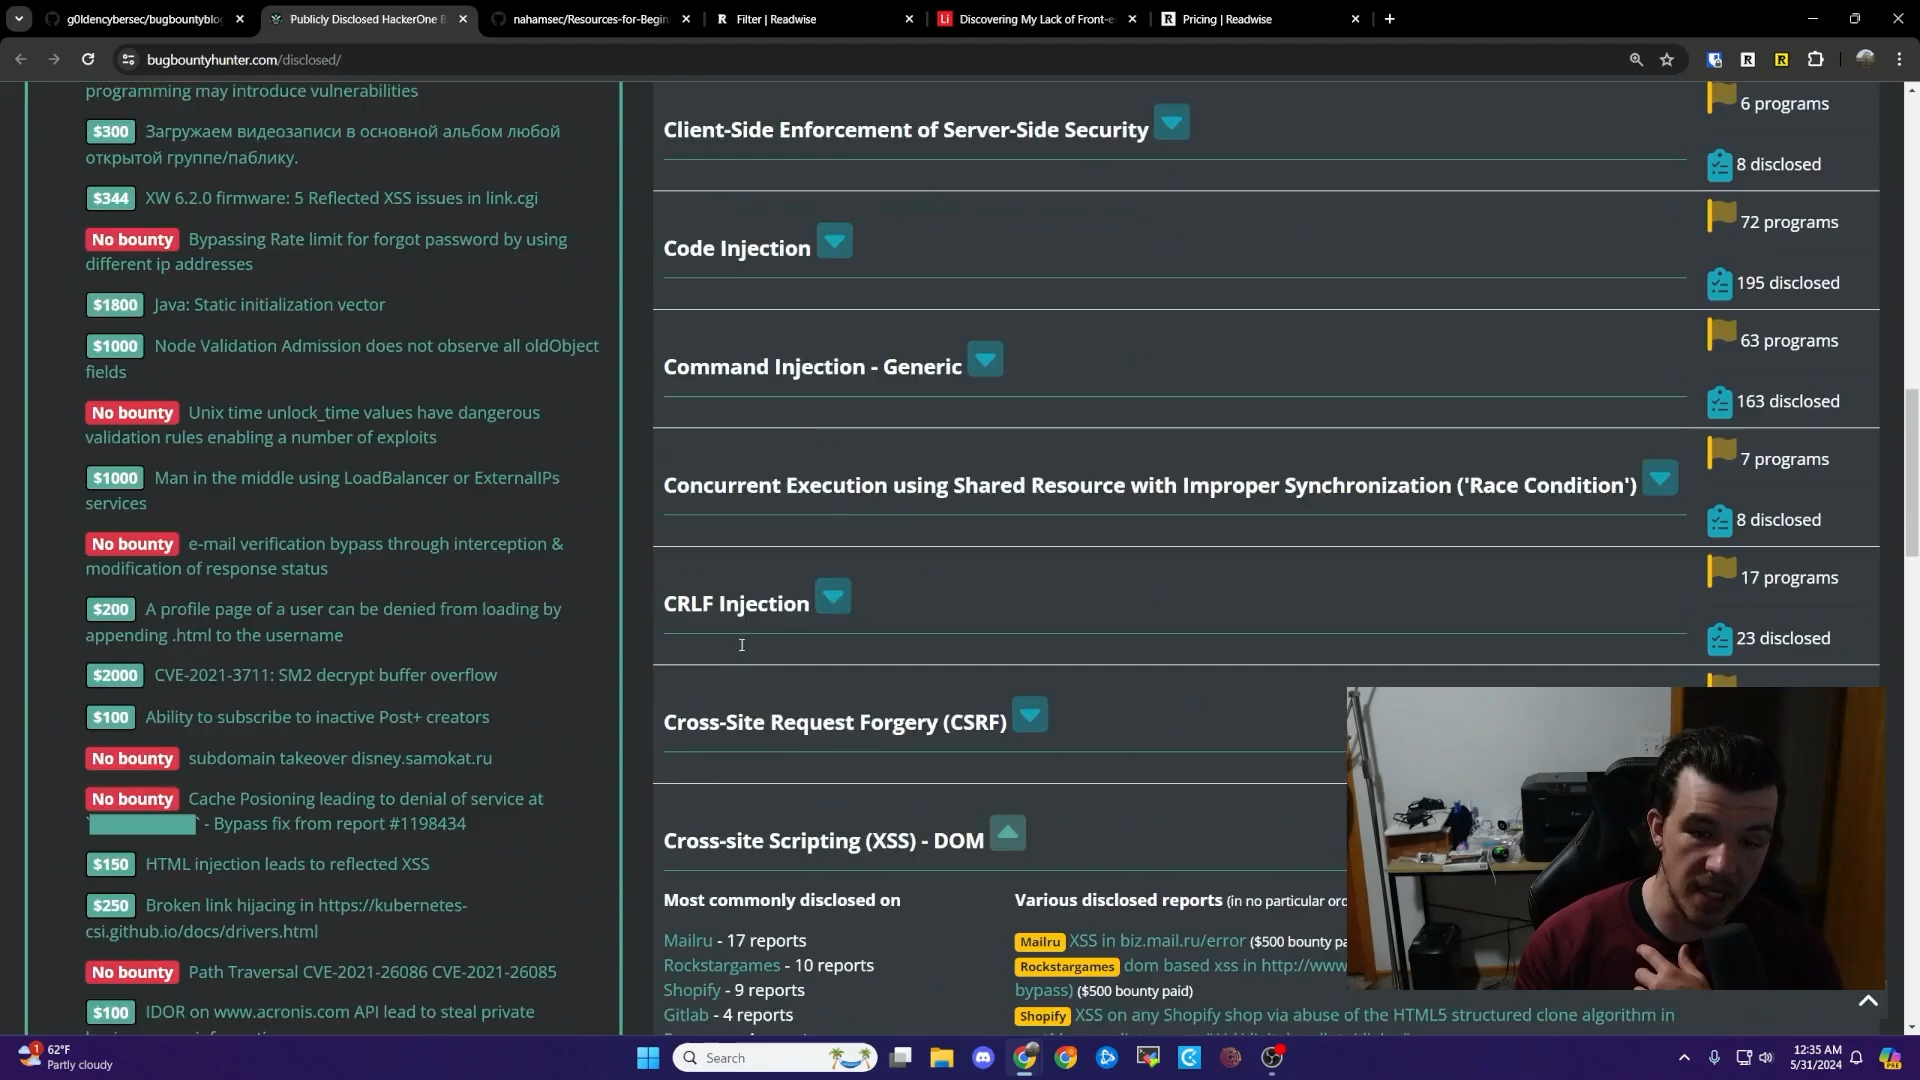 g0ldencybersec/bugbountyblog
Publicly Disclosed HackerOne B
nahamsec/Resources-for-Begin
Filter | Readwise
Discovering My Lack of Front-e
Pricing | Readwise
bugbountyhunter.com/disclosed/
programming may introduce vulnerabilities
$300 Загружаем видеозаписи в основной альбом любой
открытой группе/паблику.
$344 XW 6.2.0 firmware: 5 Reflected XSS issues in link.cgi
No bounty Bypassing Rate limit for forgot password by using
different ip addresses
$1800 Java: Static initialization vector
$1000 Node Validation Admission does not observe all oldObject
fields
No bounty Unix time unlock_time values have dangerous
validation rules enabling a number of exploits
$1000 Man in the middle using LoadBalancer or ExternalIPs
services
No bounty e-mail verification bypass through interception &
modification of response status
$200 A profile page of a user can be denied from loading by
appending .html to the username
$2000 CVE-2021-3711: SM2 decrypt buffer overflow
$100 Ability to subscribe to inactive Post+ creators
No bounty subdomain takeover disney.samokat.ru
No bounty Cache Posioning leading to denial of service at
` ` - Bypass fix from report #1198434
$150 HTML injection leads to reflected XSS
$250 Broken link hijacing in https://kubernetes-
csi.github.io/docs/drivers.html
No bounty Path Traversal CVE-2021-26086 CVE-2021-26085
$100 IDOR on www.acronis.com API lead to steal private
Client-Side Enforcement of Server-Side Security
6 programs
8 disclosed
Code Injection
72 programs
195 disclosed
Command Injection - Generic
63 programs
163 disclosed
Concurrent Execution using Shared Resource with Improper Synchronization ('Race Condition')
7 programs
8 disclosed
CRLF Injection
17 programs
23 disclosed
Cross-Site Request Forgery (CSRF)
Cross-site Scripting (XSS) - DOM
Most commonly disclosed on
Mailru - 17 reports
Rockstargames - 10 reports
Shopify - 9 reports
Gitlab - 4 reports
Various disclosed reports (in no particular ord
Mailru XSS in biz.mail.ru/error ($500 bounty pa
Rockstargames dom based xss in http://www
bypass) ($500 bounty paid)
Shopify XSS on any Shopify shop via abuse of the HTML5 structured clone algorithm in
1
62°F
Partly cloudy
Search
12:35 AM
5/31/2024